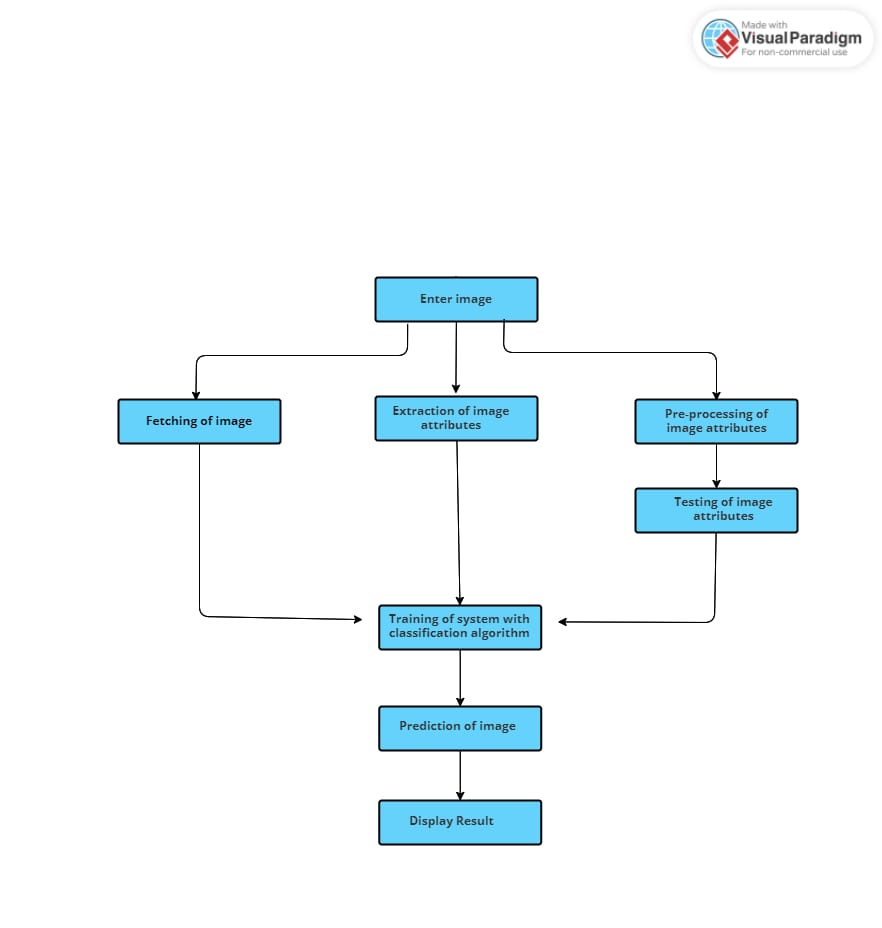 Made with
Visual Paradigm
For non-commercial use
Enter image
Fetching of image
Extraction of image
attributes
Pre-processing of
image attributes
Testing of image
attributes
Training of system with
classification algorithm
Prediction of image
Display Result